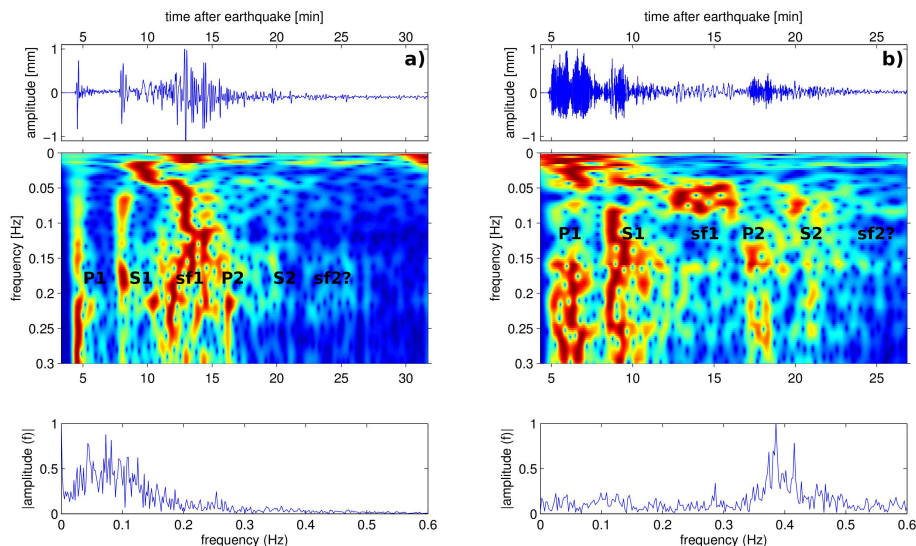 time after earthquake [min]
5 10 15 20 25 30
amplitude [mm]
1
0
−1
a)
frequency [Hz]
0
0.05
0.1
0.15
0.2
0.25
0.3
P1 S1 sf1 P2 S2 sf2?
5 10 15 20 25 30
|amplitude (f)|
1
0.5
0
0 0.1 0.2 0.3 0.4 0.5 0.6
frequency (Hz)
time after earthquake [min]
5 10 15 20 25
amplitude [mm]
1
0
−1
b)
frequency [Hz]
0
0.05
0.1
0.15
0.2
0.25
0.3
P1 S1 sf1 P2 S2 sf2?
5 10 15 20 25
|amplitude (f)|
1
0.5
0
0 0.1 0.2 0.3 0.4 0.5 0.6
frequency (Hz)